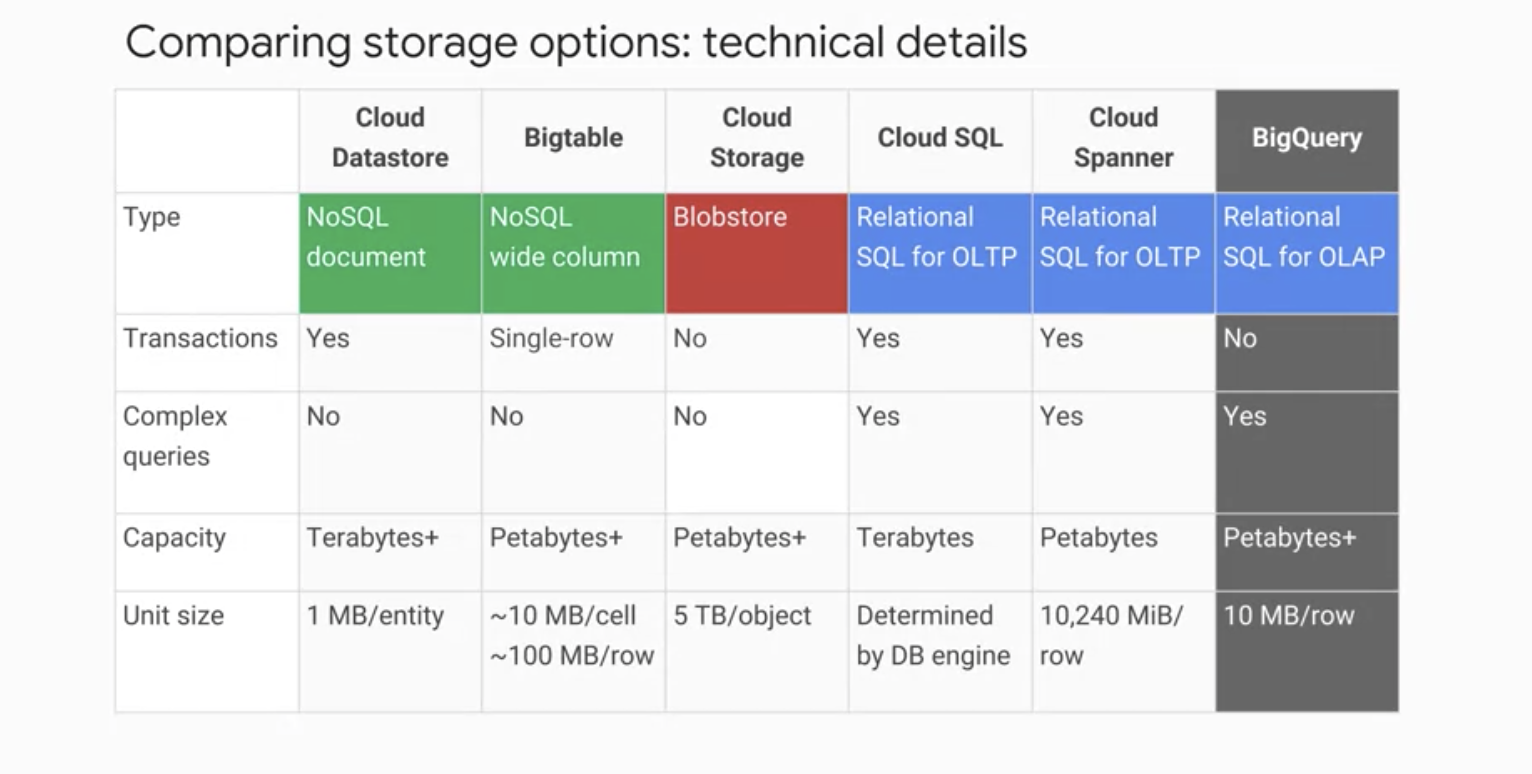 Comparing storage options: technical details
Cloud
Datastore
Bigtable
Cloud
Storage
Cloud SQL
Cloud
Spanner
BigQuery
Type
NoSQL
document
NoSQL
wide column
Blobstore
Relational
SQL for OLTP
Relational
SQL for OLTP
Relational
SQL for OLAP
Transactions
Yes
Single-row
No
Yes
Yes
No
Complex
queries
No
No
No
Yes
Yes
Yes
Capacity
Terabytes+
Petabytes+
Petabytes+
Terabytes
Petabytes
Petabytes+
Unit size
1 MB/entity
~10 MB/cell
~100 MB/row
5 TB/object
Determined
by DB engine
10,240 MiB/
row
10 MB/row